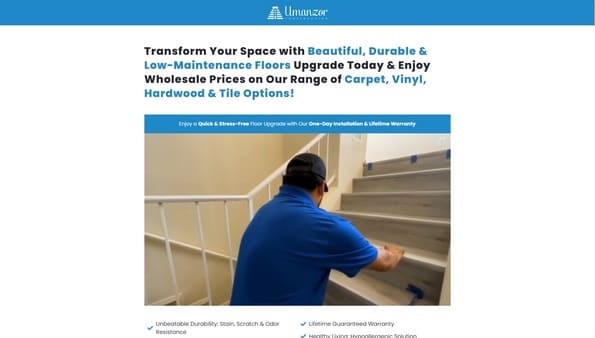 Umanzor
CONSTRUCTION
Transform Your Space with Beautiful, Durable &
Low-Maintenance Floors Upgrade Today & Enjoy
Wholesale Prices on Our Range of Carpet, Vinyl,
Hardwood & Tile Options!
Enjoy a Quick & Stress-Free Floor Upgrade with Our One-Day Installation & Lifetime Warranty
Unbeatable Durability: Stain, Scratch & Odor
Resistance
Lifetime Guaranteed Warranty
Healthy Living: Hypoallergenic Solution